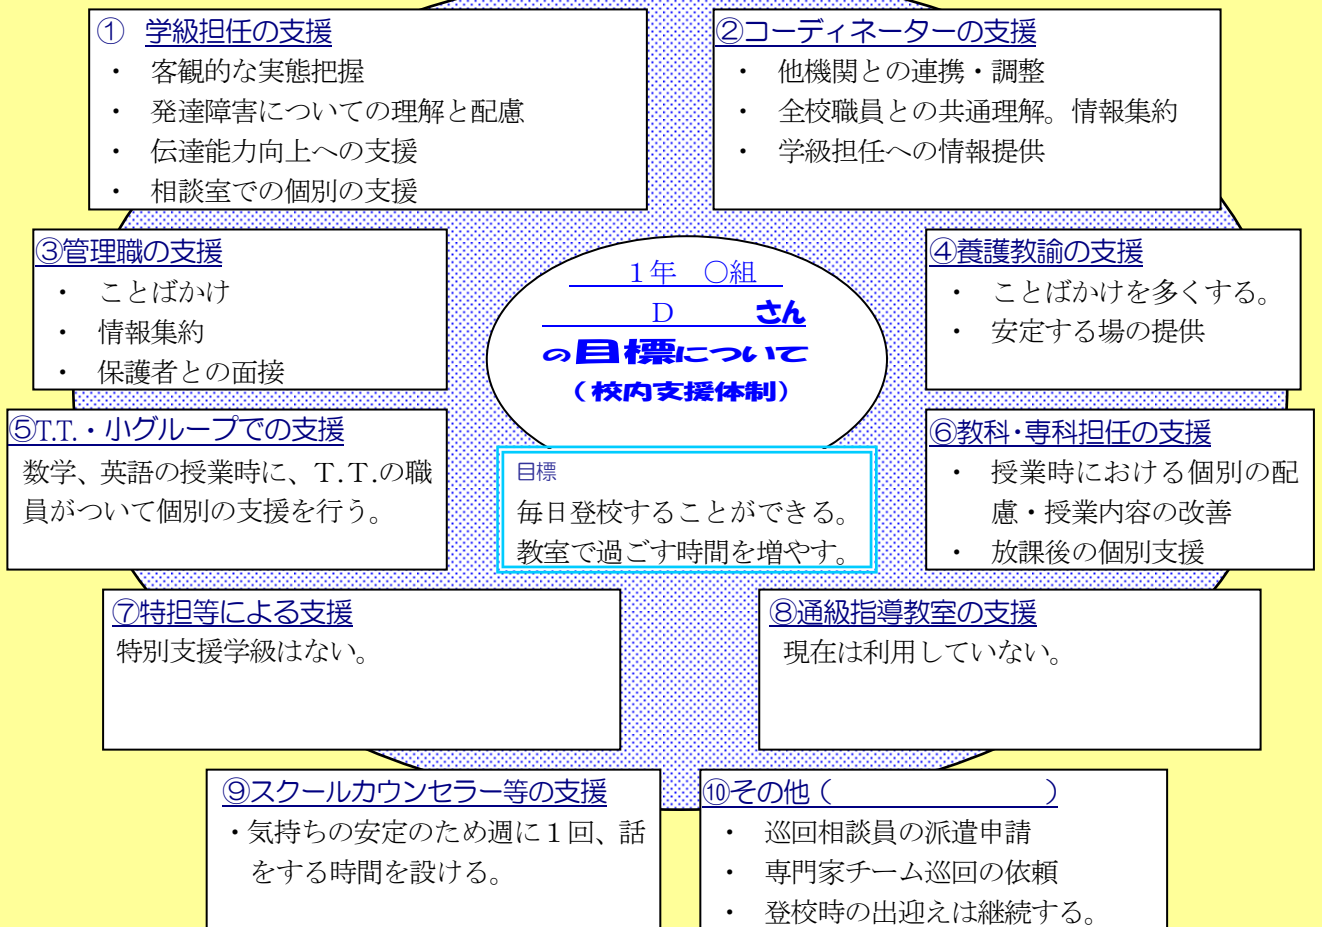 ① 学級担任の支援
・ 客観的な実態把握
・ 発達障害についての理解と配慮
・ 伝達能力向上への支援
・ 相談室での個別の支援
②コーディネーターの支援
・ 他機関との連携・調整
・ 全校職員との共通理解。情報集約
・ 学級担任への情報提供
③管理職の支援
・ ことばかけ
・ 情報集約
・ 保護者との面接
1年 ○組
D さん
の目標について
(校内支援体制)
④養護教諭の支援
・ ことばかけを多くする。
・ 安定する場の提供
⑤T.T.・小グループでの支援
数学、英語の授業時に、T.T.の職
員がついて個別の支援を行う。
目標
毎日登校することができる。
教室で過ごす時間を増やす。
⑥教科・専科担任の支援
・ 授業時における個別の配
慮・授業内容の改善
・ 放課後の個別支援
⑦特担等による支援
特別支援学級はない。
⑧通級指導教室の支援
現在は利用していない。
⑨スクールカウンセラー等の支援
・気持ちの安定のため週に1回、話
をする時間を設ける。
⑩その他( )
・ 巡回相談員の派遣申請
・ 専門家チーム巡回の依頼
・ 登校時の出迎えは継続する。